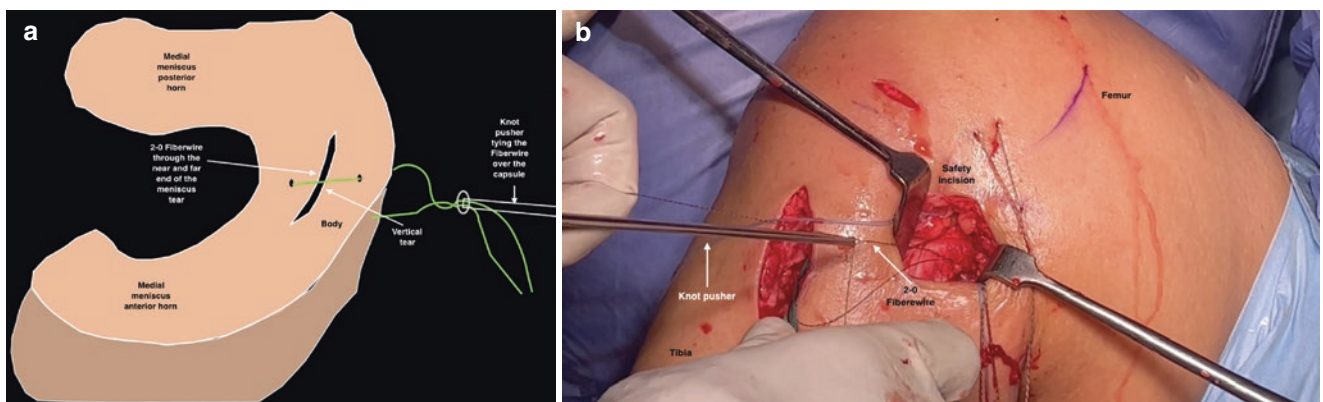 a
Medial
meniscus
posterior
horn
2-0 Fiberwire
through the
near and far
end of the
meniscus
tear
Knot
pusher
tying the
Fiberwire
over the
capsule
Body
Vertical
tear
Medial
meniscus
anterior horn
b
Femur
Safety
incision
Knot pusher
2-0
Fiberewire
Tibia